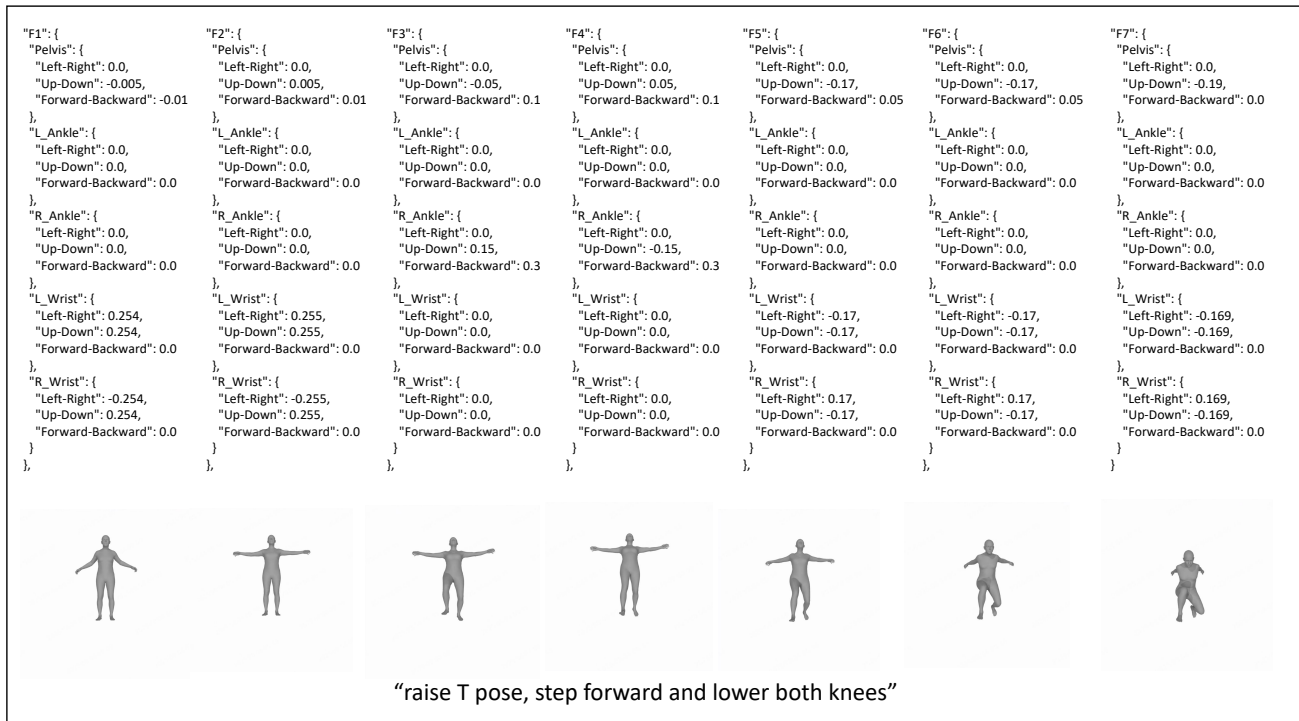 "F1": {
"Pelvis": {
"Left-Right": 0.0,
"Up-Down": -0.005,
"Forward-Backward": -0.01
},
"L_Ankle": {
"Left-Right": 0.0,
"Up-Down": 0.0,
"Forward-Backward": 0.0
},
"R_Ankle": {
"Left-Right": 0.0,
"Up-Down": 0.0,
"Forward-Backward": 0.0
},
"L_Wrist": {
"Left-Right": 0.254,
"Up-Down": 0.254,
"Forward-Backward": 0.0
},
"R_Wrist": {
"Left-Right": -0.254,
"Up-Down": 0.254,
"Forward-Backward": 0.0
}
},
"F2": {
"Pelvis": {
"Left-Right": 0.0,
"Up-Down": 0.005,
"Forward-Backward": 0.01
},
"L_Ankle": {
"Left-Right": 0.0,
"Up-Down": 0.0,
"Forward-Backward": 0.0
},
"R_Ankle": {
"Left-Right": 0.0,
"Up-Down": 0.0,
"Forward-Backward": 0.0
},
"L_Wrist": {
"Left-Right": 0.255,
"Up-Down": 0.255,
"Forward-Backward": 0.0
},
"R_Wrist": {
"Left-Right": -0.255,
"Up-Down": 0.255,
"Forward-Backward": 0.0
}
},
"F3": {
"Pelvis": {
"Left-Right": 0.0,
"Up-Down": -0.05,
"Forward-Backward": 0.1
},
"L_Ankle": {
"Left-Right": 0.0,
"Up-Down": 0.0,
"Forward-Backward": 0.0
},
"R_Ankle": {
"Left-Right": 0.0,
"Up-Down": 0.15,
"Forward-Backward": 0.3
},
"L_Wrist": {
"Left-Right": 0.0,
"Up-Down": 0.0,
"Forward-Backward": 0.0
},
"R_Wrist": {
"Left-Right": 0.0,
"Up-Down": 0.0,
"Forward-Backward": 0.0
}
},
"F4": {
"Pelvis": {
"Left-Right": 0.0,
"Up-Down": 0.05,
"Forward-Backward": 0.1
},
"L_Ankle": {
"Left-Right": 0.0,
"Up-Down": 0.0,
"Forward-Backward": 0.0
},
"R_Ankle": {
"Left-Right": 0.0,
"Up-Down": -0.15,
"Forward-Backward": 0.3
},
"L_Wrist": {
"Left-Right": 0.0,
"Up-Down": 0.0,
"Forward-Backward": 0.0
},
"R_Wrist": {
"Left-Right": 0.0,
"Up-Down": 0.0,
"Forward-Backward": 0.0
}
},
"F5": {
"Pelvis": {
"Left-Right": 0.0,
"Up-Down": -0.17,
"Forward-Backward": 0.05
},
"L_Ankle": {
"Left-Right": 0.0,
"Up-Down": 0.0,
"Forward-Backward": 0.0
},
"R_Ankle": {
"Left-Right": 0.0,
"Up-Down": 0.0,
"Forward-Backward": 0.0
},
"L_Wrist": {
"Left-Right": -0.17,
"Up-Down": -0.17,
"Forward-Backward": 0.0
},
"R_Wrist": {
"Left-Right": 0.17,
"Up-Down": -0.17,
"Forward-Backward": 0.0
}
},
"F6": {
"Pelvis": {
"Left-Right": 0.0,
"Up-Down": -0.17,
"Forward-Backward": 0.05
},
"L_Ankle": {
"Left-Right": 0.0,
"Up-Down": 0.0,
"Forward-Backward": 0.0
},
"R_Ankle": {
"Left-Right": 0.0,
"Up-Down": 0.0,
"Forward-Backward": 0.0
},
"L_Wrist": {
"Left-Right": -0.17,
"Up-Down": -0.17,
"Forward-Backward": 0.0
},
"R_Wrist": {
"Left-Right": 0.17,
"Up-Down": -0.17,
"Forward-Backward": 0.0
}
},
"F7": {
"Pelvis": {
"Left-Right": 0.0,
"Up-Down": -0.19,
"Forward-Backward": 0.0
},
"L_Ankle": {
"Left-Right": 0.0,
"Up-Down": 0.0,
"Forward-Backward": 0.0
},
"R_Ankle": {
"Left-Right": 0.0,
"Up-Down": 0.0,
"Forward-Backward": 0.0
},
"L_Wrist": {
"Left-Right": -0.169,
"Up-Down": -0.169,
"Forward-Backward": 0.0
},
"R_Wrist": {
"Left-Right": 0.169,
"Up-Down": -0.169,
"Forward-Backward": 0.0
}
}
“raise T pose, step forward and lower both knees”